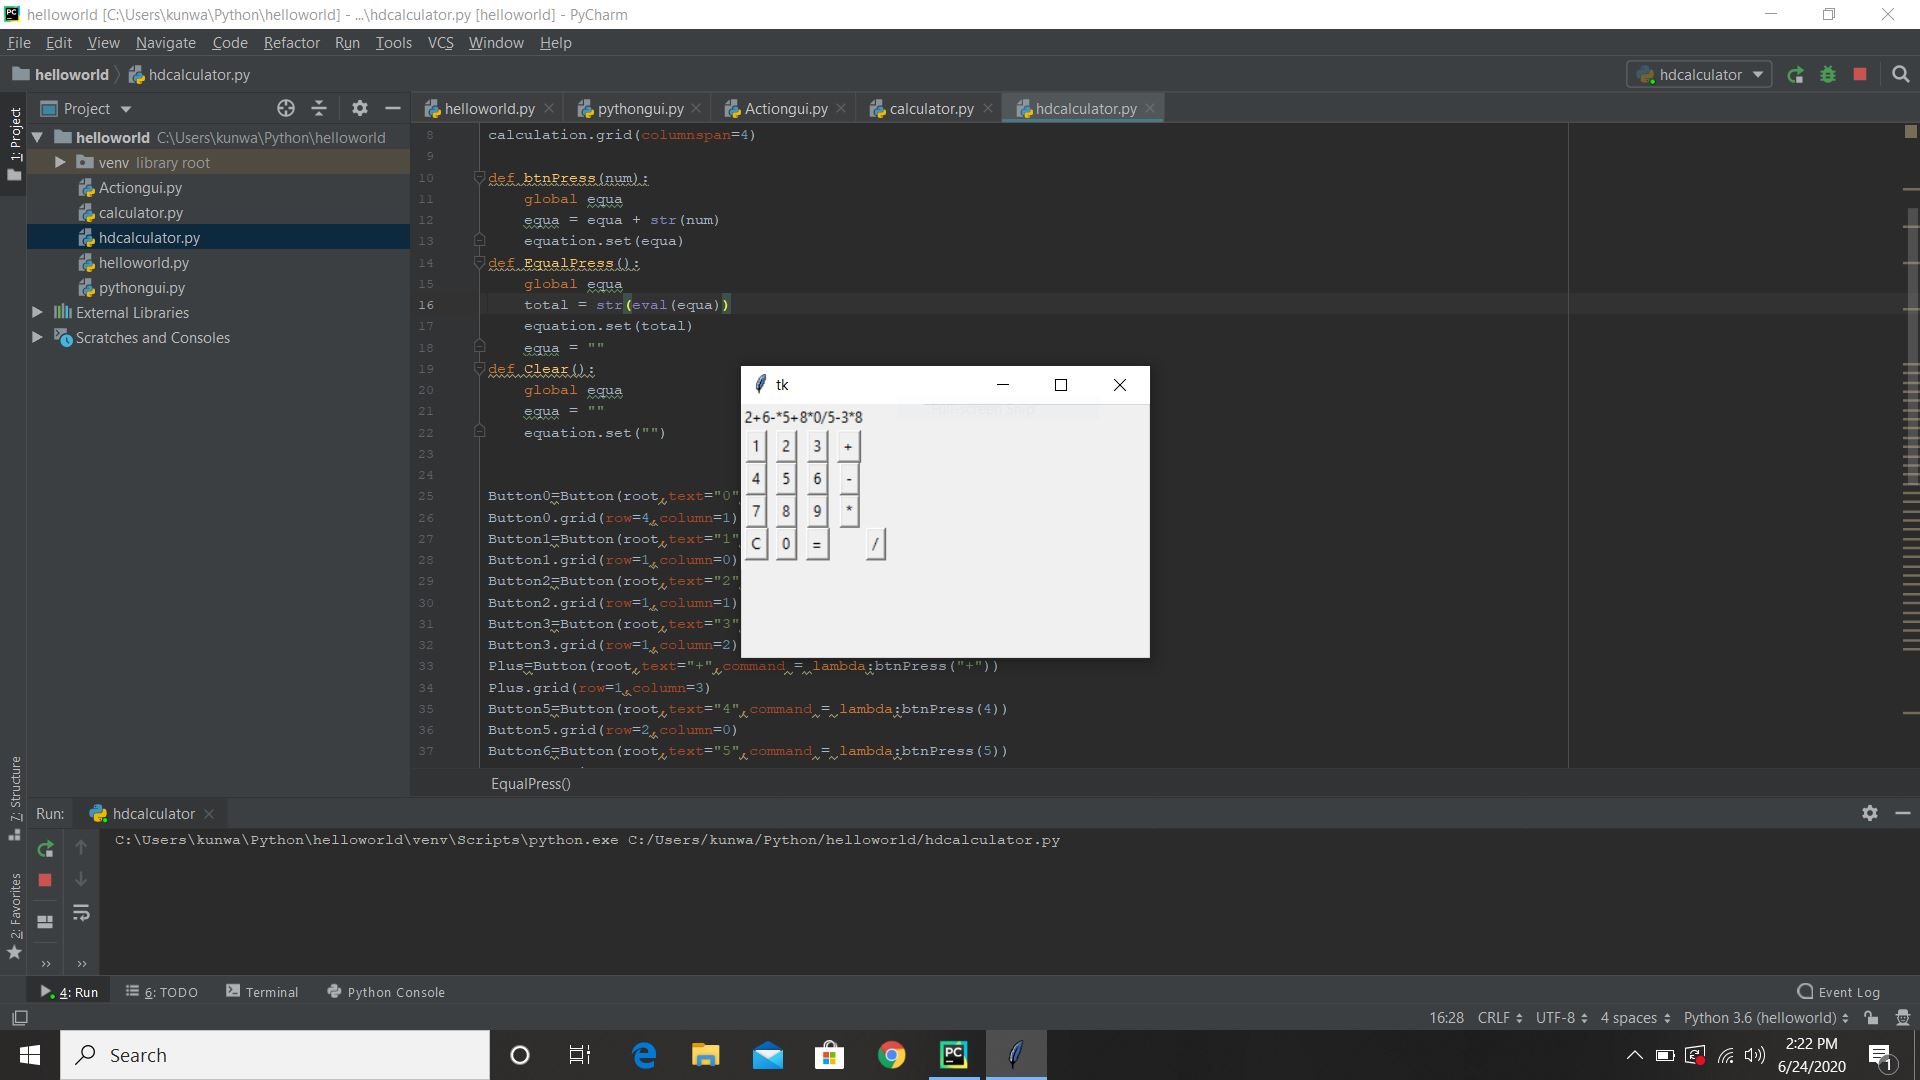 helloworld [C:\Users\kunwa\Python\helloworld] - ...\hdcalculator.py [helloworld] - PyCharm
File Edit View Navigate Code Refactor Run Tools VCS Window Help
helloworld hdcalculator.py
hdcalculator
Project
helloworld.py pythongui.py Actiongui.py calculator.py hdcalculator.py
1: Project
helloworld C:\Users\kunwa\Python\helloworld
venv library root
Actiongui.py
calculator.py
hdcalculator.py
helloworld.py
pythongui.py
External Libraries
Scratches and Consoles
8 calculation.grid(columnspan=4)
9
10 def btnPress(num):
11 global equa
12 equa = equa + str(num)
13 equation.set(equa)
14 def EqualPress():
15 global equa
16 total = str(eval(equa))
17 equation.set(total)
18 equa = ""
19 def Clear():
20 global equa
21 equa = ""
22 equation.set("")
23
24
25 Button0=Button(root,text="0"
26 Button0.grid(row=4,column=1)
27 Button1=Button(root,text="1"
28 Button1.grid(row=1,column=0)
29 Button2=Button(root,text="2"
30 Button2.grid(row=1,column=1)
31 Button3=Button(root,text="3"
32 Button3.grid(row=1,column=2)
33 Plus=Button(root,text="+",command = lambda:btnPress("+"))
34 Plus.grid(row=1,column=3)
35 Button5=Button(root,text="4",command = lambda:btnPress(4))
36 Button5.grid(row=2,column=0)
37 Button6=Button(root,text="5",command = lambda:btnPress(5))
EqualPress()
tk
2+6-*5+8*0/5-3*8
1 2 3 +
4 5 6 -
7 8 9 *
C 0 = /
7: Structure
2: Favorites
Run: hdcalculator
C:\Users\kunwa\Python\helloworld\venv\Scripts\python.exe C:/Users/kunwa/Python/helloworld/hdcalculator.py
4: Run 6: TODO Terminal Python Console Event Log
16:28 CRLF UTF-8 4 spaces Python 3.6 (helloworld)
Search
2:22 PM
6/24/2020
1